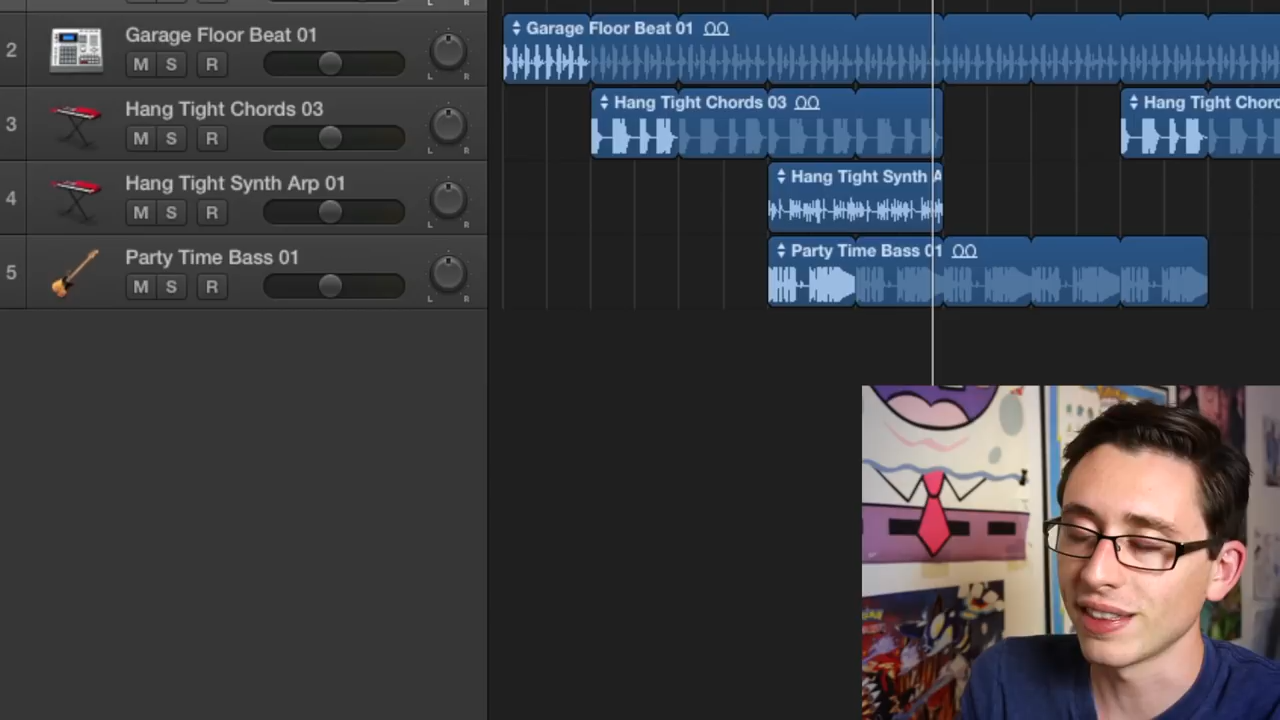 2
Garage Floor Beat 01
M S R
L R
Garage Floor Beat 01
3
Hang Tight Chords 03
M S R
L R
Hang Tight Chords 03
Hang Tight Chord
4
Hang Tight Synth Arp 01
M S R
L R
Hang Tight Synth A
5
Party Time Bass 01
M S R
L R
Party Time Bass 01